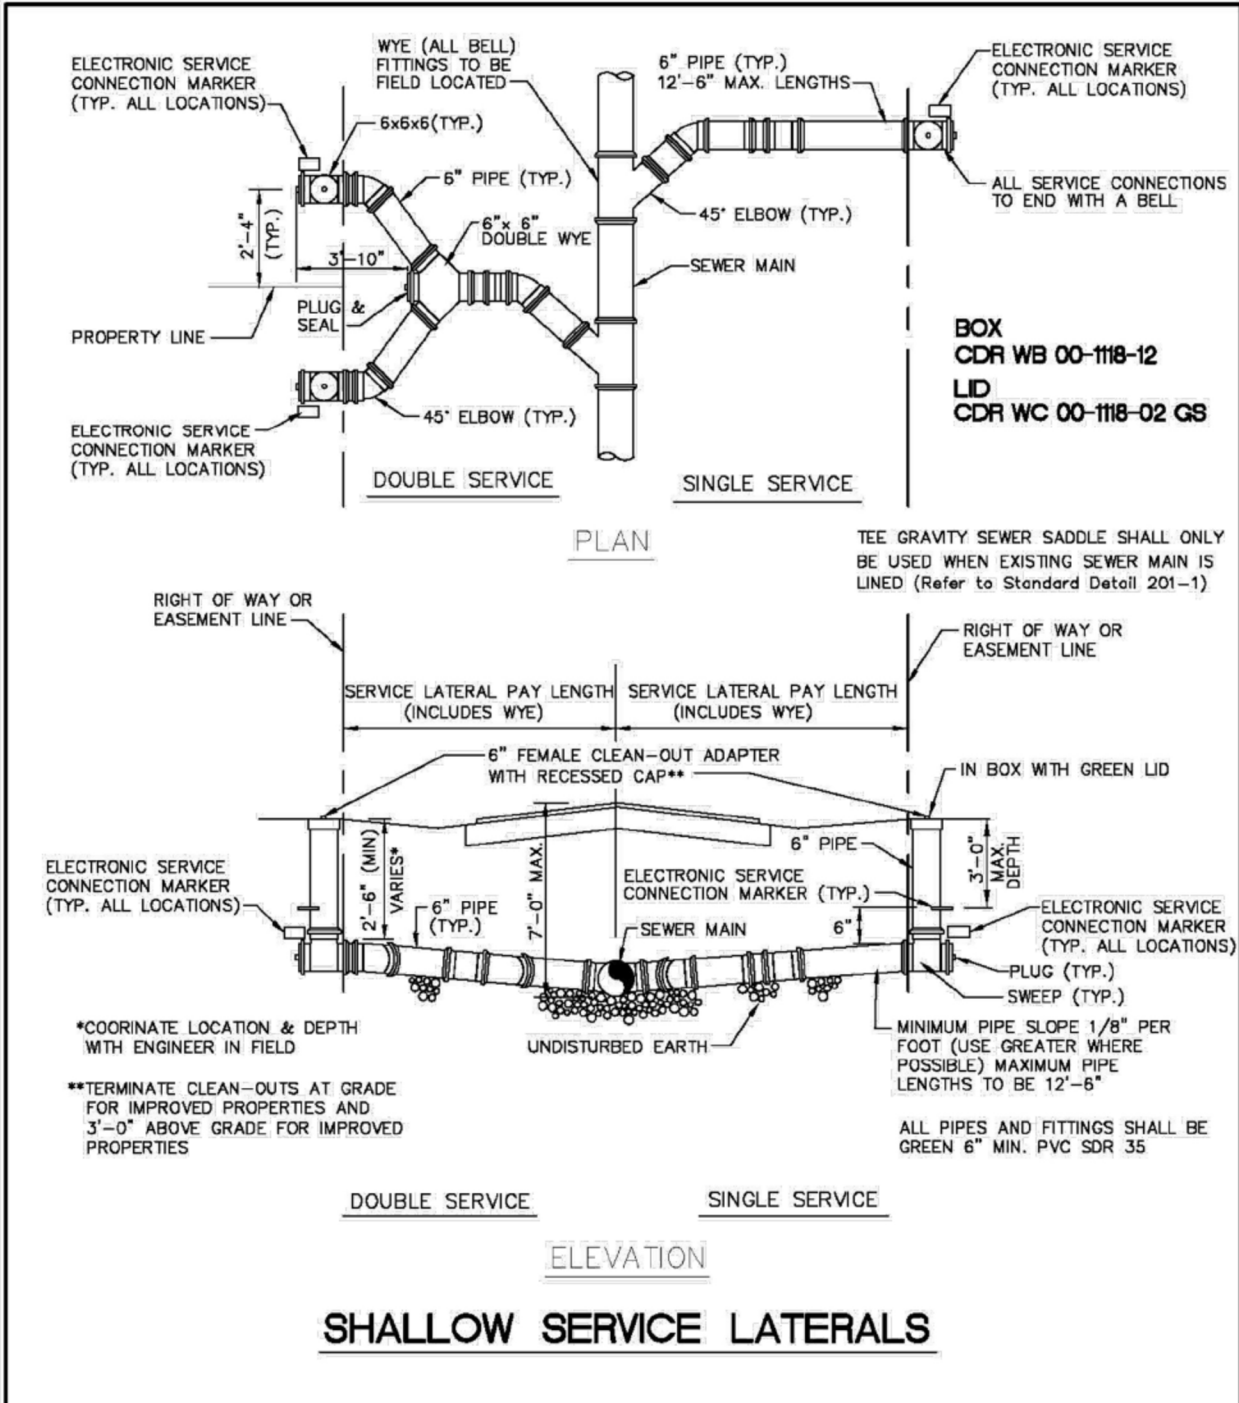 ELECTRONIC SERVICE
CONNECTION MARKER
(TYP. ALL LOCATIONS)
WYE (ALL BELL)
FITTINGS TO BE
FIELD LOCATED
6" PIPE (TYP.)
12'-6" MAX. LENGTHS
ELECTRONIC SERVICE
CONNECTION MARKER
(TYP. ALL LOCATIONS)
6x6x6(TYP.)
6" PIPE (TYP.)
ALL SERVICE CONNECTIONS
TO END WITH A BELL
2'-4"
(TYP.)
6"x 6"
DOUBLE WYE
45° ELBOW (TYP.)
3'-10"
SEWER MAIN
PLUG &
SEAL
PROPERTY LINE
BOX
CDR WB 00-1118-12
LID
CDR WC 00-1118-02 GS
45° ELBOW (TYP.)
ELECTRONIC SERVICE
CONNECTION MARKER
(TYP. ALL LOCATIONS)
DOUBLE SERVICE
SINGLE SERVICE
PLAN
TEE GRAVITY SEWER SADDLE SHALL ONLY
BE USED WHEN EXISTING SEWER MAIN IS
LINED (Refer to Standard Detail 201-1)
RIGHT OF WAY OR
EASEMENT LINE
RIGHT OF WAY OR
EASEMENT LINE
SERVICE LATERAL PAY LENGTH
(INCLUDES WYE)
SERVICE LATERAL PAY LENGTH
(INCLUDES WYE)
6" FEMALE CLEAN-OUT ADAPTER
WITH RECESSED CAP**
IN BOX WITH GREEN LID
2'-6" (MIN)
VARIES*
7'-0" MAX.
6" PIPE
3'-0"
MAX.
DEPTH
ELECTRONIC SERVICE
CONNECTION MARKER
(TYP. ALL LOCATIONS)
ELECTRONIC SERVICE
CONNECTION MARKER (TYP.)
6" PIPE
(TYP.)
6"
SEWER MAIN
ELECTRONIC SERVICE
CONNECTION MARKER
(TYP. ALL LOCATIONS)
PLUG (TYP.)
SWEEP (TYP.)
*COORINATE LOCATION & DEPTH
WITH ENGINEER IN FIELD
UNDISTURBED EARTH
MINIMUM PIPE SLOPE 1/8" PER
FOOT (USE GREATER WHERE
POSSIBLE) MAXIMUM PIPE
LENGTHS TO BE 12'-6"
**TERMINATE CLEAN-OUTS AT GRADE
FOR IMPROVED PROPERTIES AND
3'-0" ABOVE GRADE FOR IMPROVED
PROPERTIES
ALL PIPES AND FITTINGS SHALL BE
GREEN 6" MIN. PVC SDR 35
DOUBLE SERVICE
SINGLE SERVICE
ELEVATION
SHALLOW SERVICE LATERALS